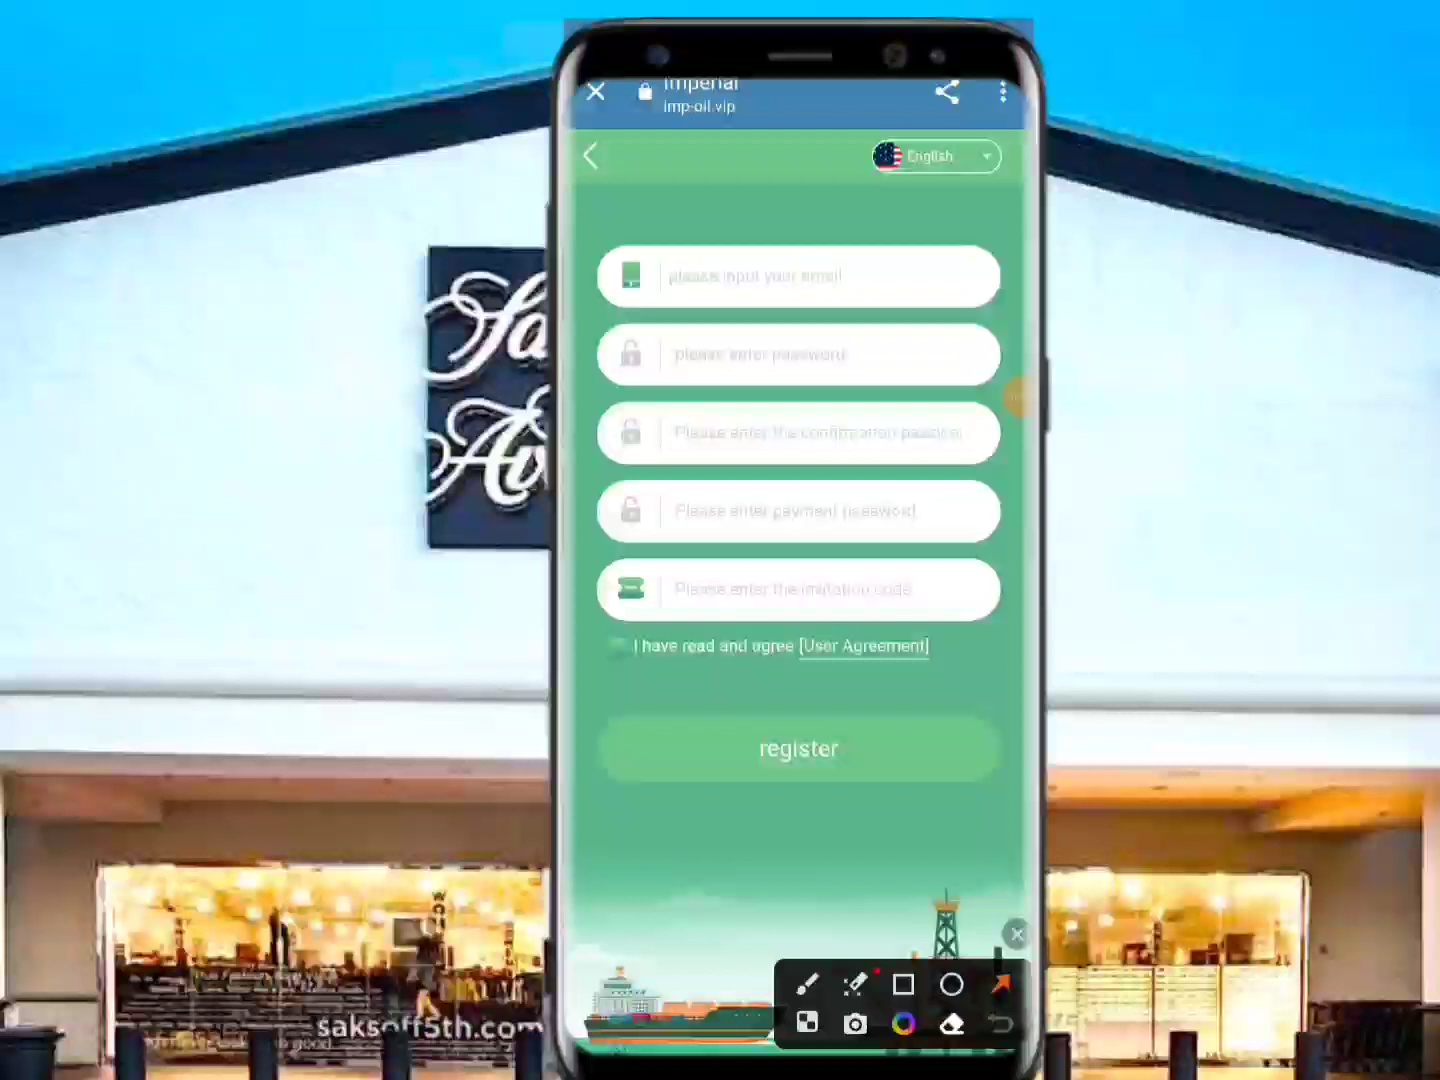 Imperial
imp-oil.vip
English
please input your email
please enter password
Please enter the confirmation password
Please enter payment password
Please enter the imitation code
I have read and agree [User Agreement]
register
saksoff5th.com